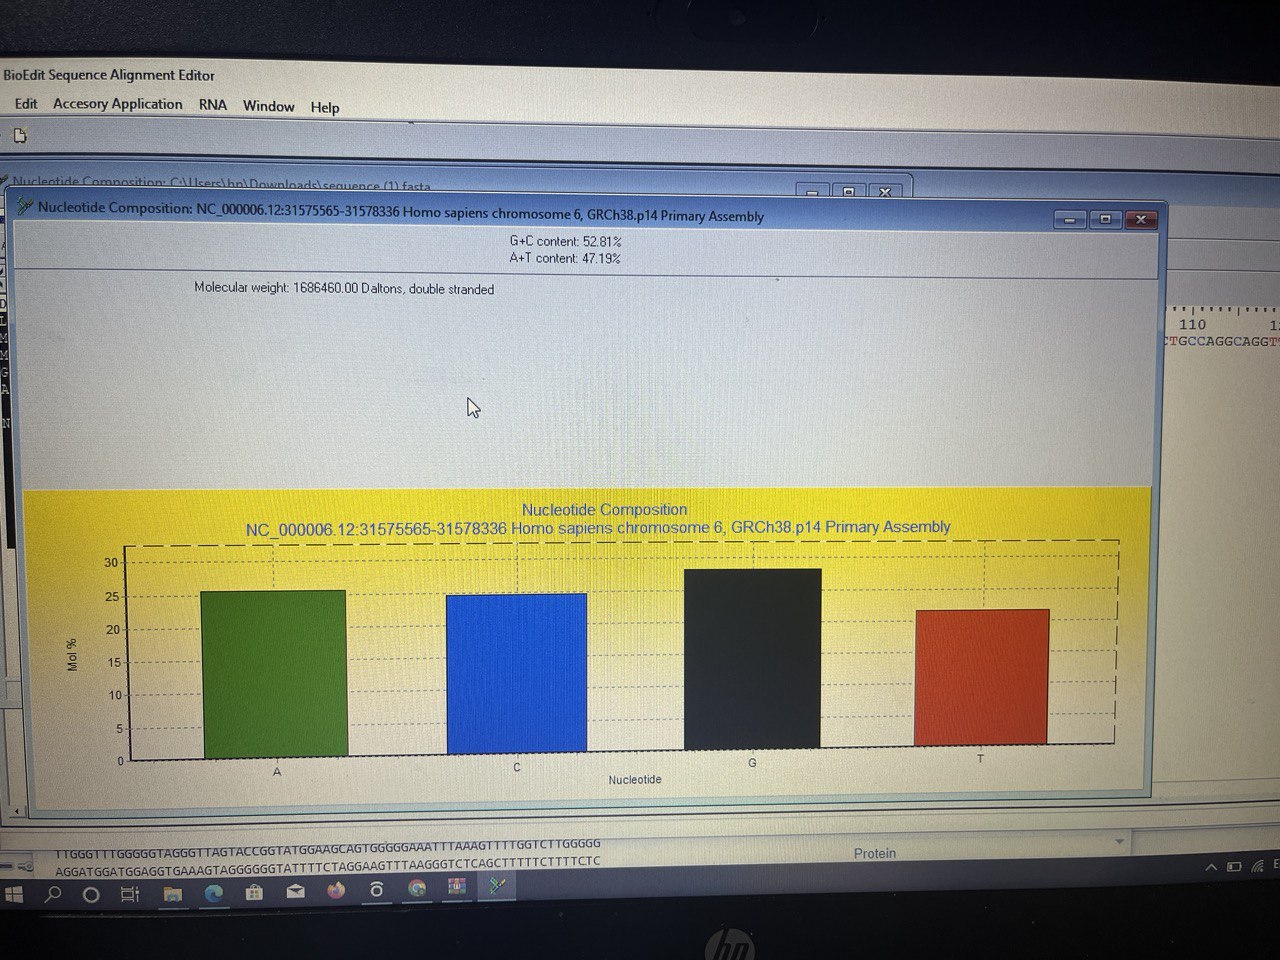 BioEdit Sequence Alignment Editor
Edit Accesory Application RNA Window Help
Nucleotide Composition: C:\Users\hp\Downloads\sequence (1).fasta
Nucleotide Composition: NC_000006.12:31575565-31578336 Homo sapiens chromosome 6, GRCh38.p14 Primary Assembly
G+C content: 52.81%
A+T content: 47.19%
Molecular weight: 1686460.00 Daltons, double stranded
110
CTGCCAGGCAGGT
Nucleotide Composition
NC_000006.12:31575565-31578336 Homo sapiens chromosome 6, GRCh38.p14 Primary Assembly
30
25
20
15
10
5
0
Mol %
A C G T
Nucleotide
TTGGGTTTGGGGGTAGGGTTAGTACCGGTATGGAAGCAGTGGGGGAAATTTAAAGTTTTGGTCTTGGGGG
AGGATGGATGGAGGTGAAAGTAGGGGGGTATTTTCTAGGAAGTTTAAGGGTCTCAGCTTTTTCTTTTCTC
Protein
hp